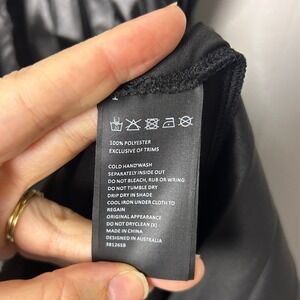 100% POLYESTER
EXCLUSIVE OF TRIMS
COLD HANDWASH
SEPARATELY INSIDE OUT
DO NOT BLEACH, RUB OR WRING
DO NOT TUMBLE DRY
DRIP DRY IN SHADE
COOL IRON UNDER CLOTH TO
REGAIN
ORIGINAL APPEARANCE
DO NOT DRYCLEAN (X)
MADE IN CHINA
DESIGNED IN AUSTRALIA